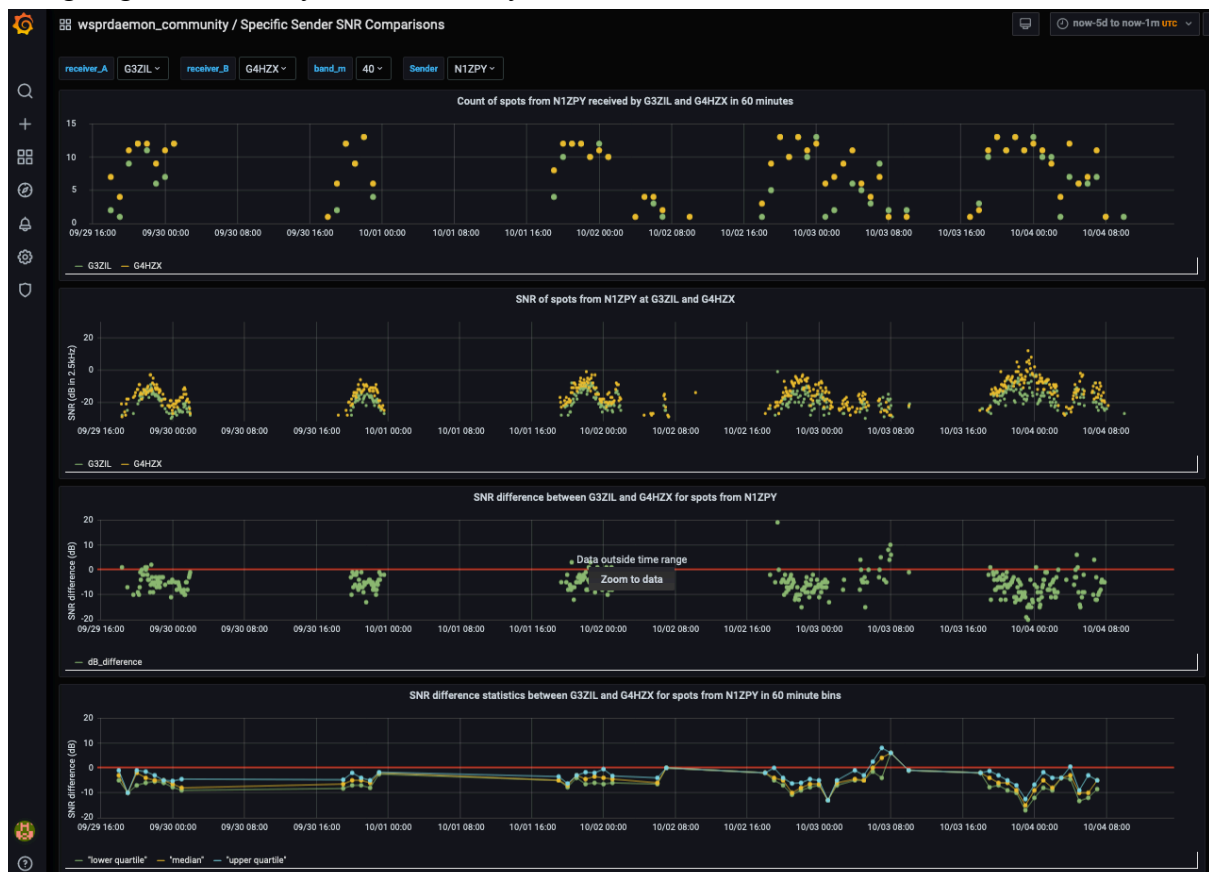 wsprdaemon_community / Specific Sender SNR Comparisons
now-5d to now-1m UTC
receiver_A G3ZIL receiver_B G4HZX band_m 40 Sender N1ZPY
Count of spots from N1ZPY received by G3ZIL and G4HZX in 60 minutes
15
10
5
0
09/29 16:00 09/30 00:00 09/30 08:00 09/30 16:00 10/01 00:00 10/01 08:00 10/01 16:00 10/02 00:00 10/02 08:00 10/02 16:00 10/03 00:00 10/03 08:00 10/03 16:00 10/04 00:00 10/04 08:00
G3ZIL G4HZX
SNR of spots from N1ZPY at G3ZIL and G4HZX
SNR (dB in 2.5kHz)
20
0
-20
09/29 16:00 09/30 00:00 09/30 08:00 09/30 16:00 10/01 00:00 10/01 08:00 10/01 16:00 10/02 00:00 10/02 08:00 10/02 16:00 10/03 00:00 10/03 08:00 10/03 16:00 10/04 00:00 10/04 08:00
G3ZIL G4HZX
SNR difference between G3ZIL and G4HZX for spots from N1ZPY
SNR difference (dB)
20
10
0
-10
-20
Data outside time range
Zoom to data
09/29 16:00 09/30 00:00 09/30 08:00 09/30 16:00 10/01 00:00 10/01 08:00 10/01 16:00 10/02 00:00 10/02 08:00 10/02 16:00 10/03 00:00 10/03 08:00 10/03 16:00 10/04 00:00 10/04 08:00
dB_difference
SNR difference statistics between G3ZIL and G4HZX for spots from N1ZPY in 60 minute bins
SNR difference (dB)
20
10
0
-10
-20
09/29 16:00 09/30 00:00 09/30 08:00 09/30 16:00 10/01 00:00 10/01 08:00 10/01 16:00 10/02 00:00 10/02 08:00 10/02 16:00 10/03 00:00 10/03 08:00 10/03 16:00 10/04 00:00 10/04 08:00
"lower quartile" "median" "upper quartile"